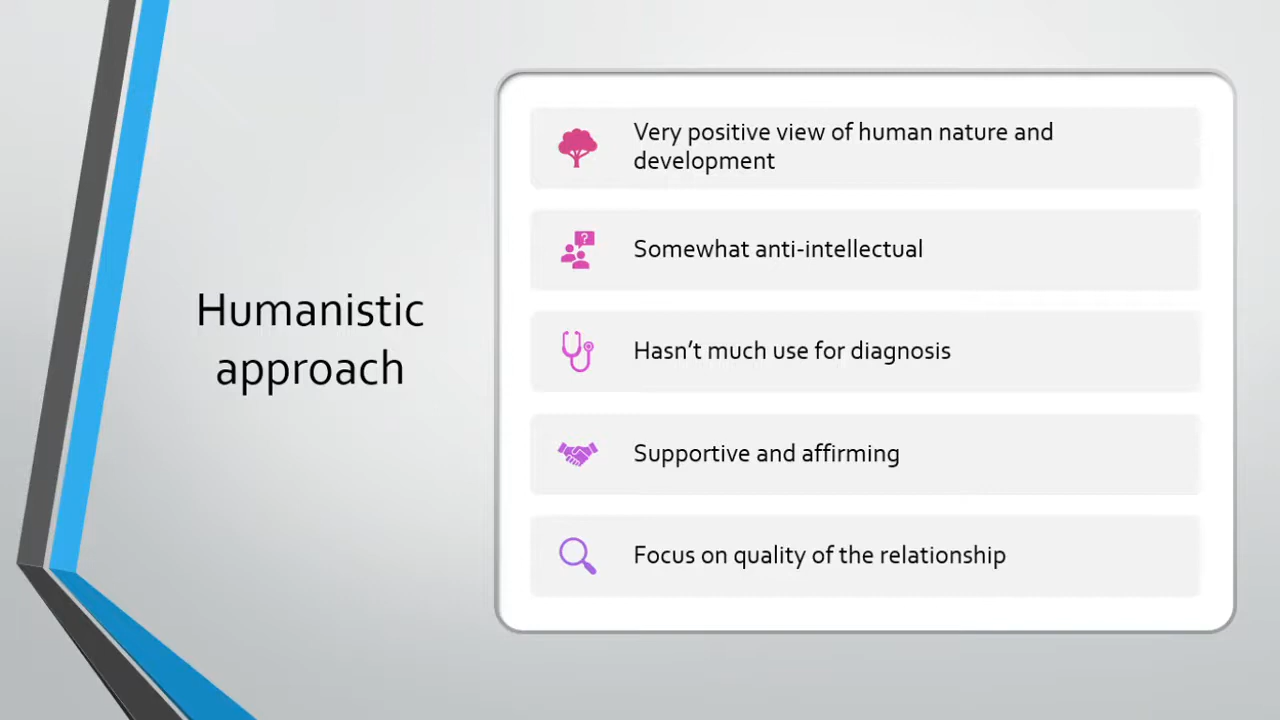 Humanistic
approach
Very positive view of human nature and
development
?
Somewhat anti-intellectual
Hasn’t much use for diagnosis
Supportive and affirming
Focus on quality of the relationship